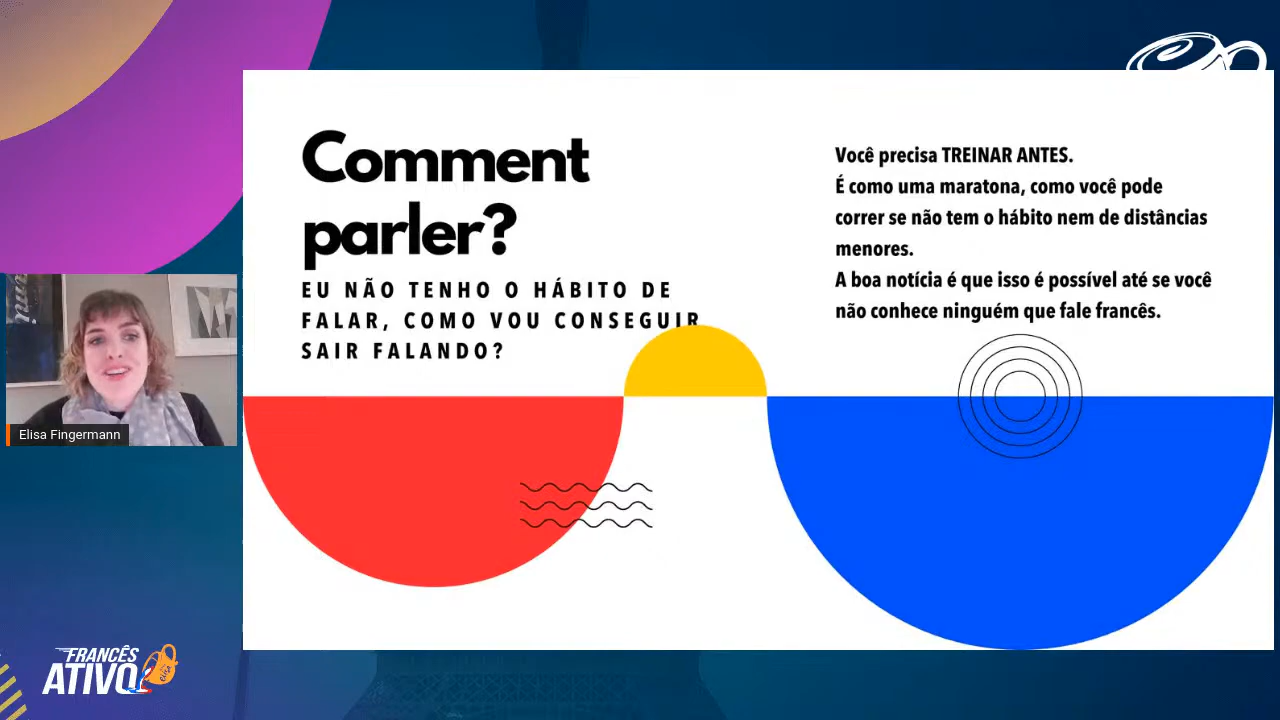 Comment
parler?
EU NÃO TENHO O HÁBITO DE
FALAR, COMO VOU CONSEGUIR
SAIR FALANDO?
Você precisa TREINAR ANTES.
É como uma maratona, como você pode
correr se não tem o hábito nem de distâncias
menores.
A boa notícia é que isso é possível até se você
não conhece ninguém que fale francês.
Elisa Fingermann
FRANCÊS
ATIVO